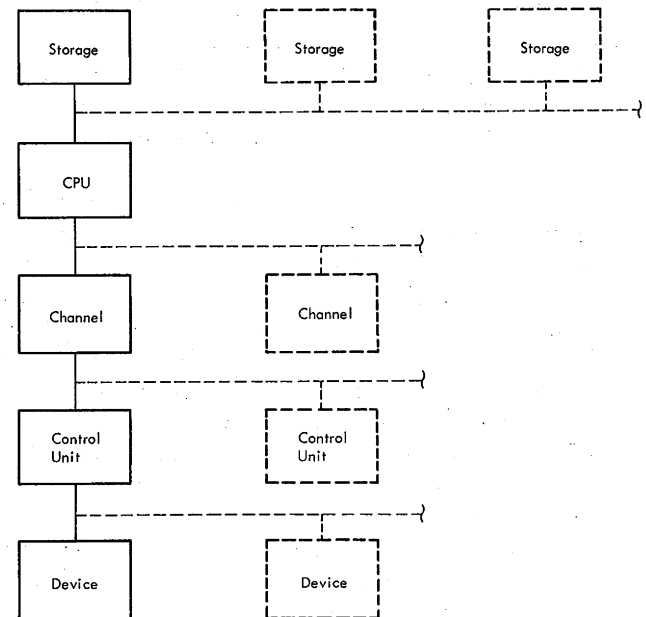 Storage
Storage
Storage
CPU
Channel
Channel
Control
Unit
Control
Unit
Device
Device